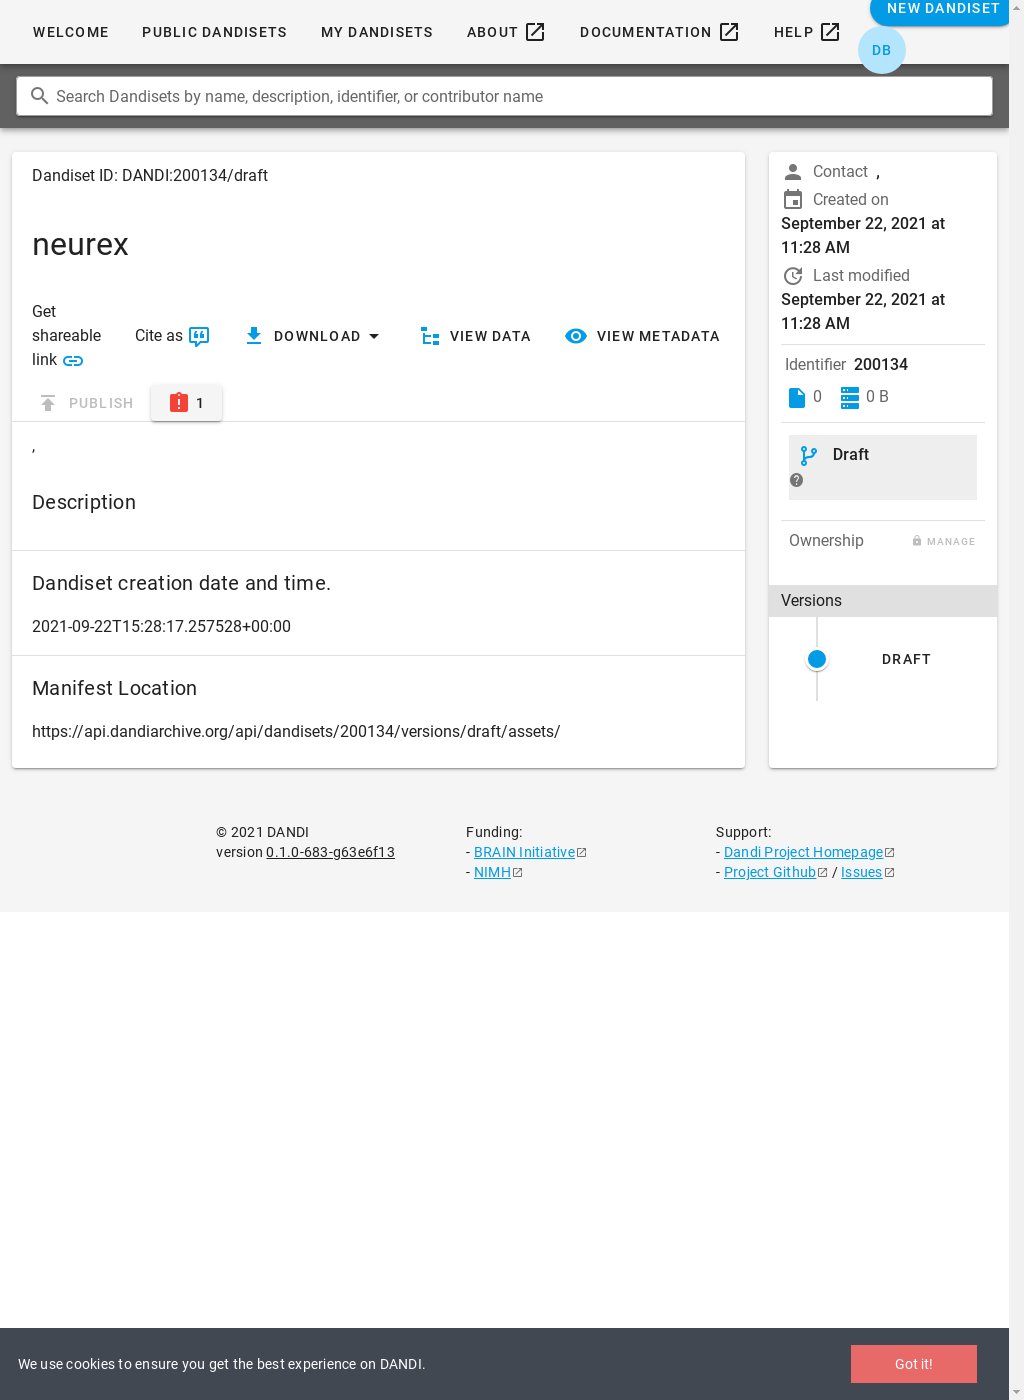 NEW DANDISET
WELCOME PUBLIC DANDISETS MY DANDISETS ABOUT DOCUMENTATION HELP
DB
Search Dandisets by name, description, identifier, or contributor name
Dandiset ID: DANDI:200134/draft
neurex
Get
shareable
link
Cite as
DOWNLOAD
VIEW DATA
VIEW METADATA
PUBLISH
1
,
Description
Dandiset creation date and time.
2021-09-22T15:28:17.257528+00:00
Manifest Location
https://api.dandiarchive.org/api/dandisets/200134/versions/draft/assets/
Contact ,
Created on
September 22, 2021 at
11:28 AM
Last modified
September 22, 2021 at
11:28 AM
Identifier 200134
0 0 B
Draft
Ownership MANAGE
Versions
DRAFT
© 2021 DANDI
version 0.1.0-683-g63e6f13
Funding:
- BRAIN Initiative
- NIMH
Support:
- Dandi Project Homepage
- Project Github / Issues
We use cookies to ensure you get the best experience on DANDI.
Got it!